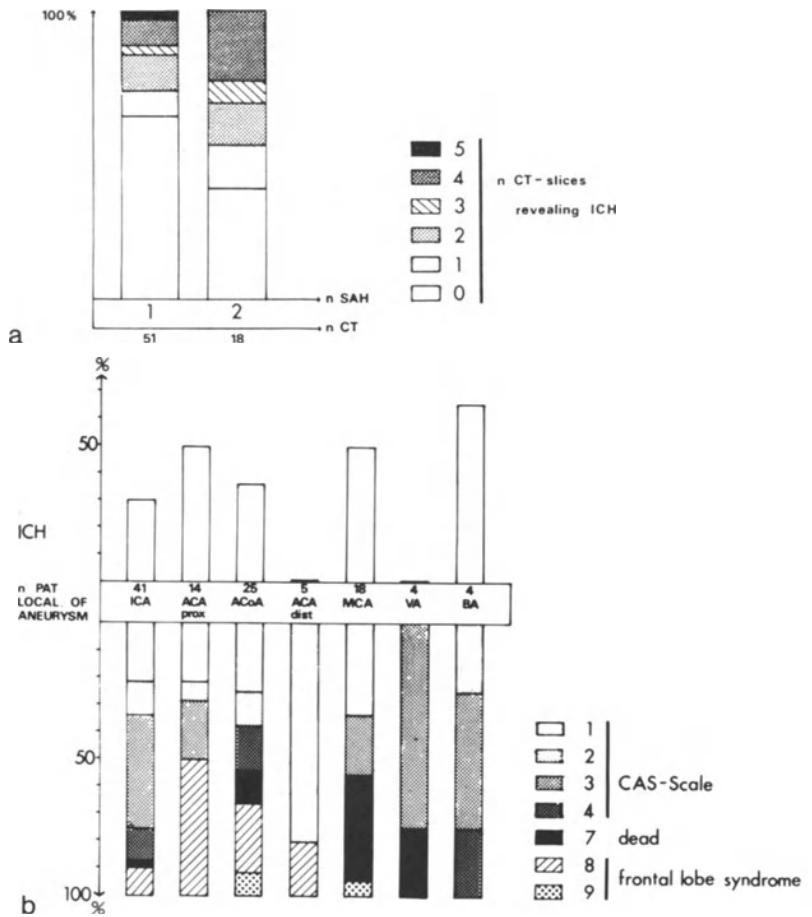 100%
5
4 n CT-slices
3 revealing ICH
2
1
0
1 2 n SAH
51 18 n CT
a
%
50
ICH
n PAT 41 14 25 5 18 4 4
LOCAL. OF ICA ACA ACoA ACA MCA VA BA
ANEURYSM prox dist
50
100
%
1
2
3 CAS-Scale
4
7 dead
8 frontal lobe syndrome
9
b